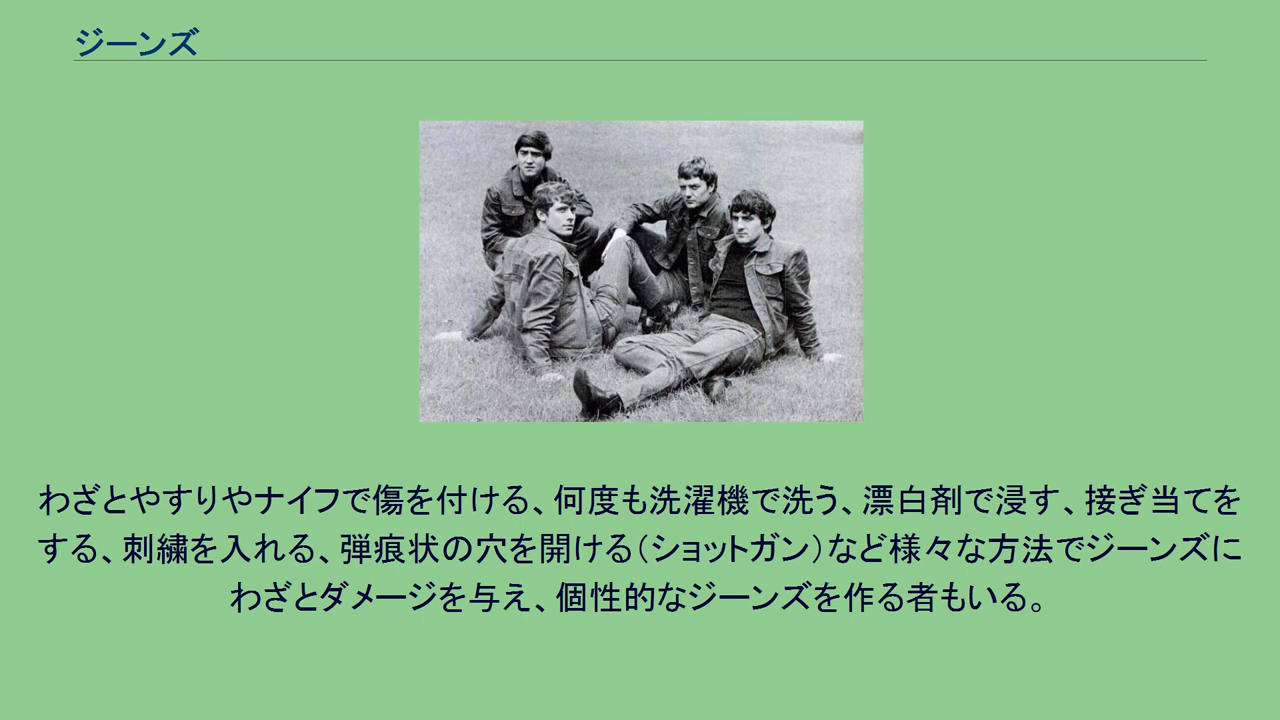 ジーンズ
わざとやすりやナイフで傷を付ける、何度も洗濯機で洗う、漂白剤で浸す、接ぎ当てを
する、刺繍を入れる、弾痕状の穴を開ける（ショットガン）など様々な方法でジーンズに
わざとダメージを与え、個性的なジーンズを作る者もいる。